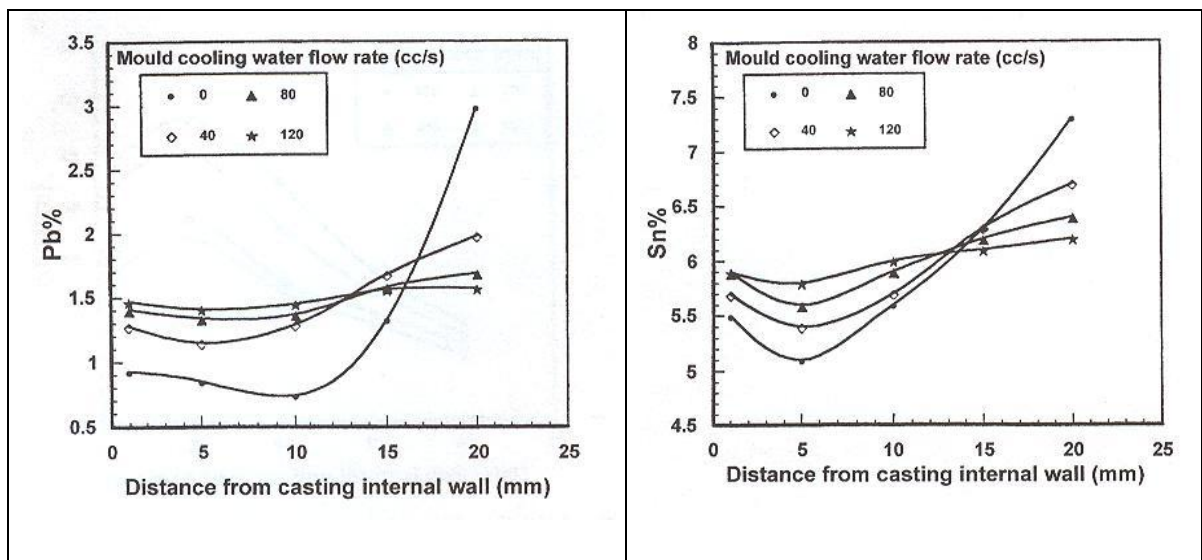 Mould cooling water flow rate (cc/s)
0 80
40 120
3.5
3
2.5
2
1.5
1
0.5
Pb%
0 5 10 15 20 25
Distance from casting internal wall (mm)
Mould cooling water flow rate (cc/s)
0 80
40 120
8
7.5
7
6.5
6
5.5
5
4.5
Sn%
0 5 10 15 20 25
Distance from casting internal wall (mm)